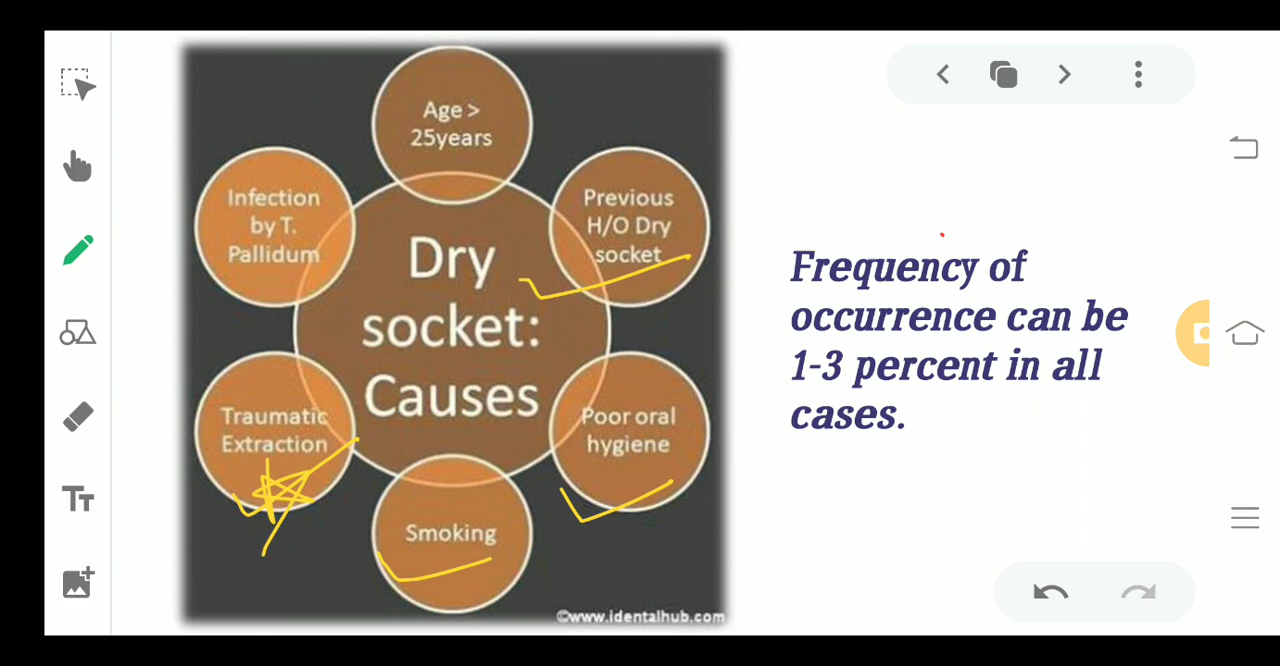 Age >
25years
Previous
H/O Dry
socket
Infection
by T.
Pallidum
Dry
socket:
Causes
Traumatic
Extraction
Poor oral
hygiene
Smoking
©www.identalhub.com
Frequency of
occurrence can be
1-3 percent in all
cases.
TT